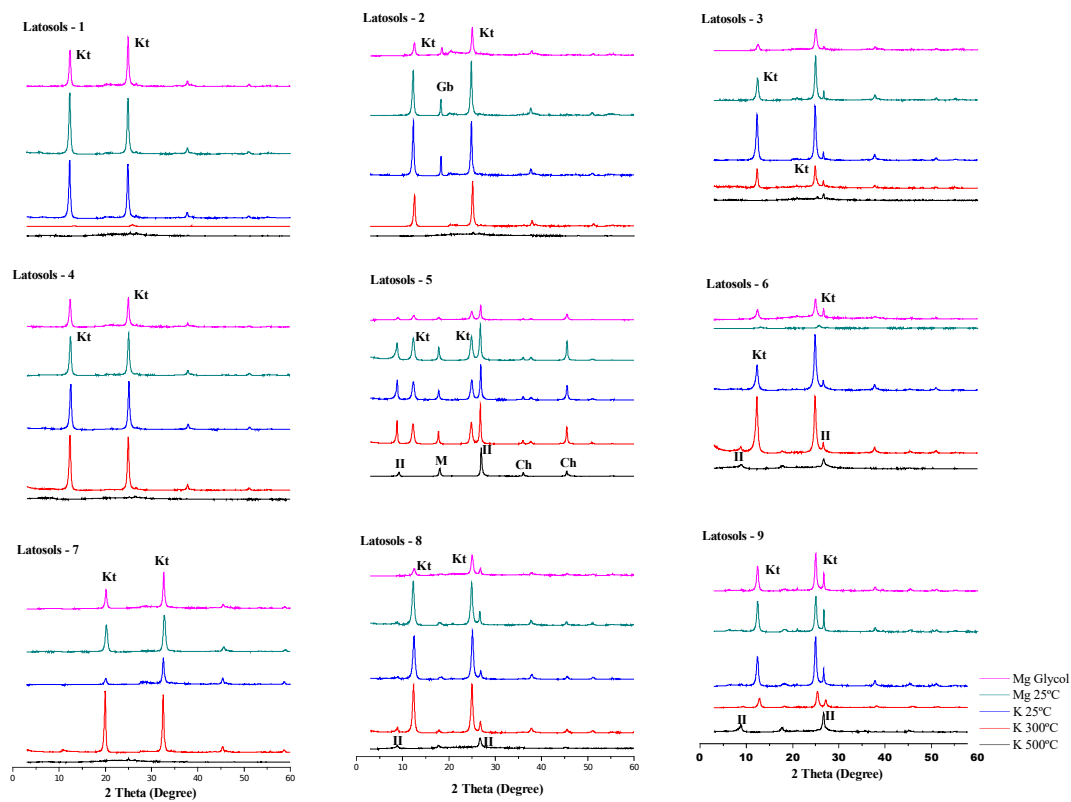 Latosols - 1
Kt
Kt
Latosols - 2
Kt
Kt
Gb
Latosols - 3
Kt
Kt
Latosols - 4
Kt
Kt
Latosols - 5
Kt
Kt
II
M
II
Ch
Ch
Latosols - 6
Kt
Kt
II
II
Latosols - 7
Kt
Kt
0 10 20 30 40 50 60
2 Theta (Degree)
Latosols - 8
Kt
Kt
II
II
0 10 20 30 40 50 60
2 Theta (Degree)
Latosols - 9
Kt
Kt
II
II
0 10 20 30 40 50 60
2 Theta (Degree)
Mg Glycol
Mg 25ºC
K 25ºC
K 300ºC
K 500ºC